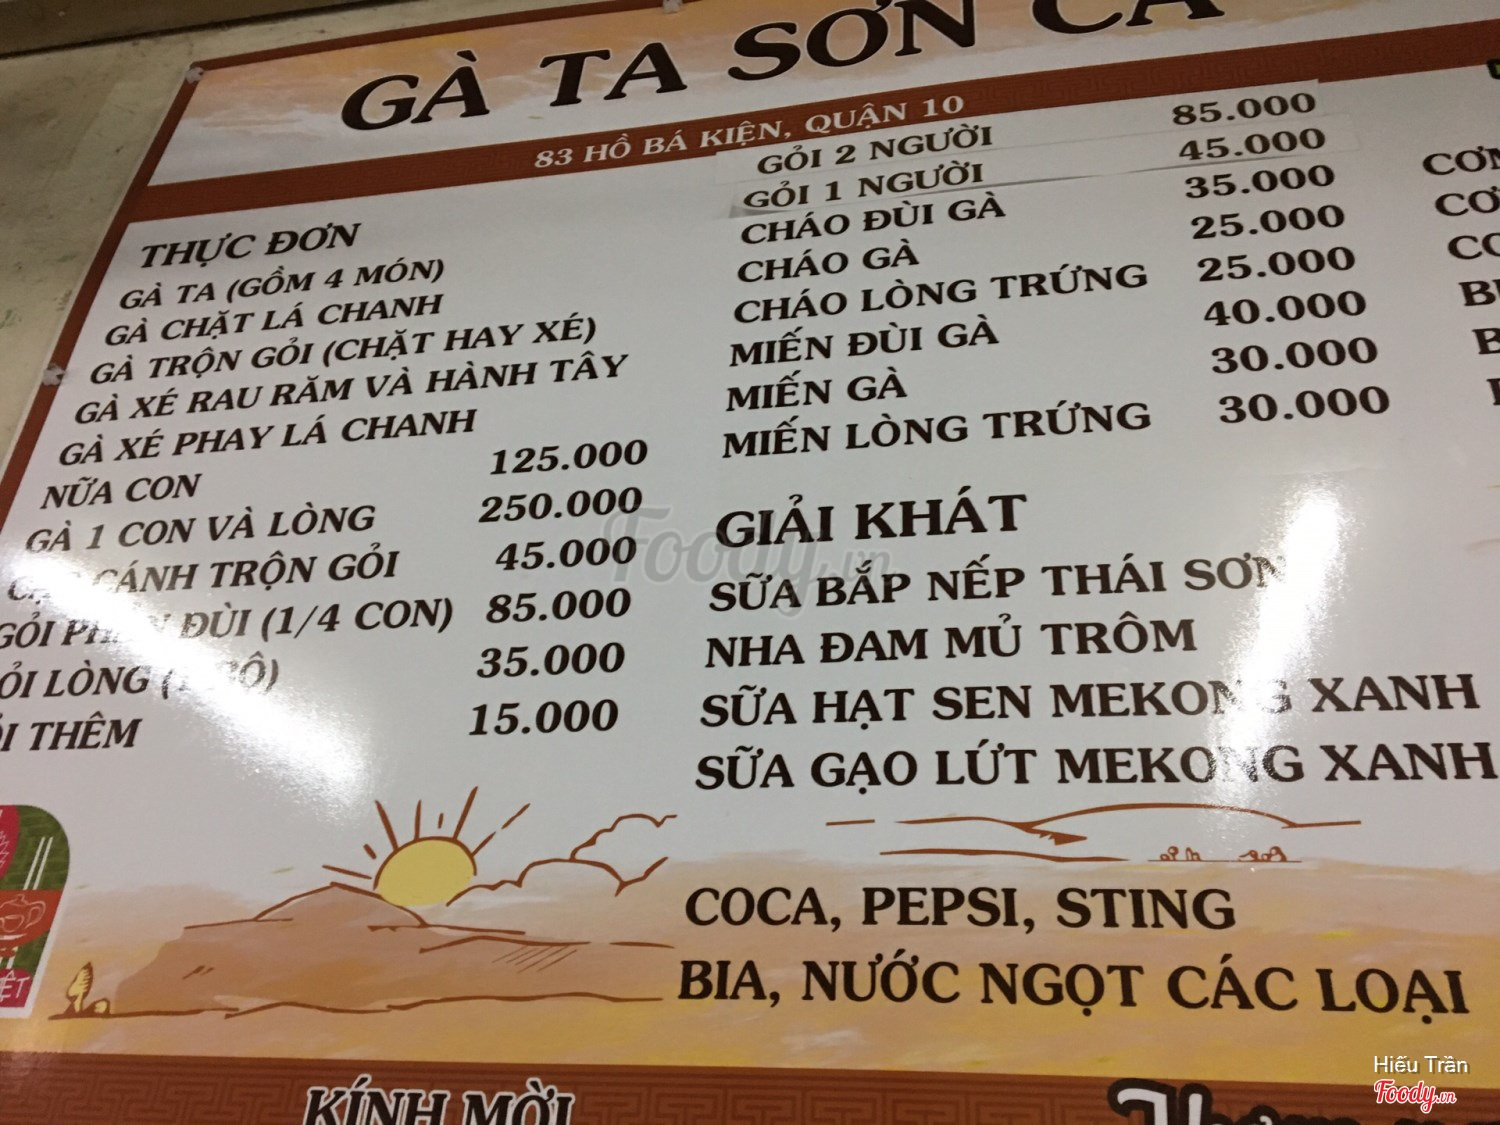 GÀ TA SƠN CA
83 HỒ BÁ KIỆN, QUẬN 10
THỰC ĐƠN
GÀ TA (GỒM 4 MÓN)
GÀ CHẶT LÁ CHANH
GÀ TRỘN GỎI (CHẶT HAY XÉ)
GÀ XÉ RAU RĂM VÀ HÀNH TÂY
GÀ XÉ PHAY LÁ CHANH
NỮA CON 125.000
GÀ 1 CON VÀ LÒNG 250.000
CÁNH TRỘN GỎI 45.000
GỎI ĐÙI (1/4 CON) 85.000
LÒNG 35.000
THÊM 15.000
GỎI 2 NGƯỜI 85.000
GỎI 1 NGƯỜI 45.000
CHÁO ĐÙI GÀ 35.000
CHÁO GÀ 25.000
CHÁO LÒNG TRỨNG 25.000
MIẾN ĐÙI GÀ 40.000
MIẾN GÀ 30.000
MIẾN LÒNG TRỨNG 30.000
GIẢI KHÁT
SỮA BẮP NẾP THÁI SƠN
NHA ĐAM MỦ TRÔM
SỮA HẠT SEN MEKONG XANH
SỮA GẠO LỨT MEKONG XANH
COCA, PEPSI, STING
BIA, NƯỚC NGỌT CÁC LOẠI
KÍNH MỜI
Foody.vn
Hiếu Trần
Foody.vn